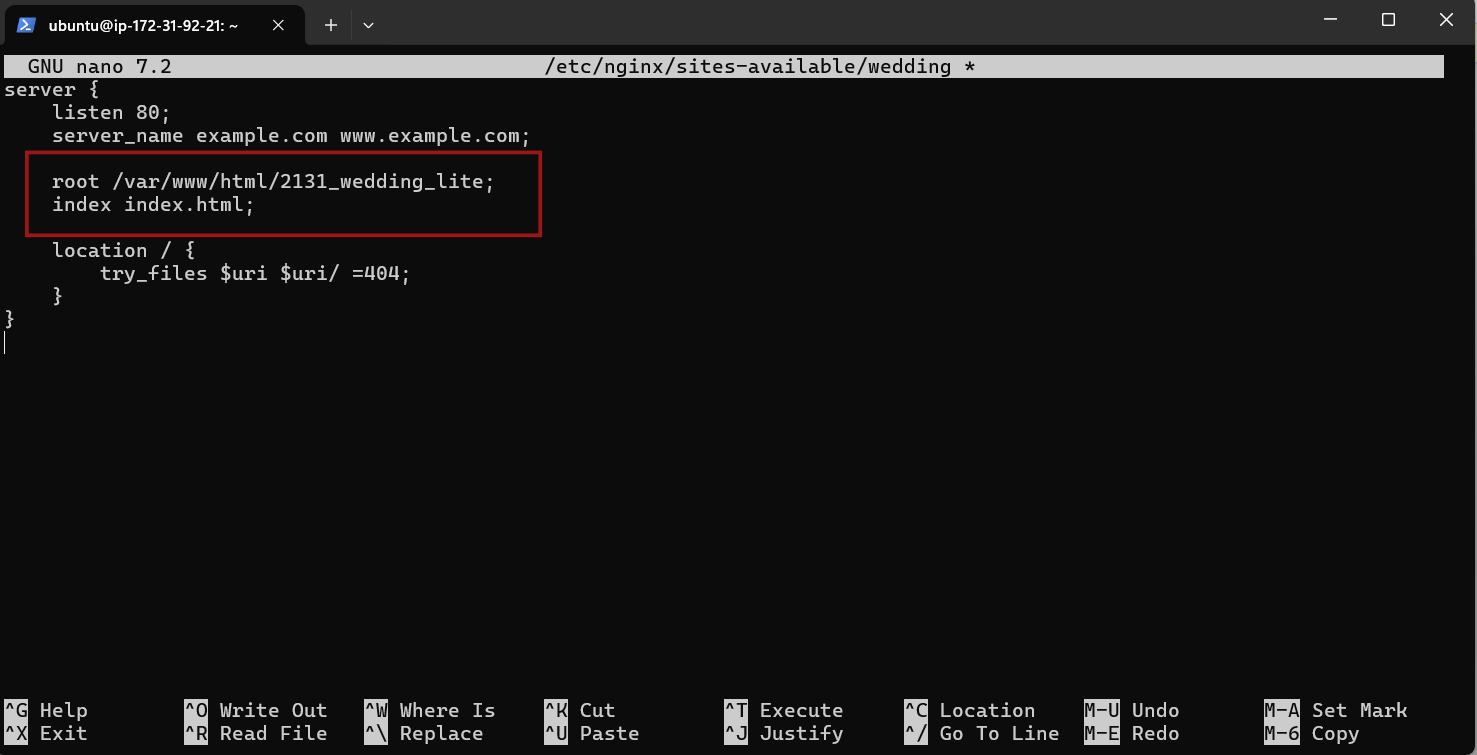 ubuntu@ip-172-31-92-21: ~
GNU nano 7.2 /etc/nginx/sites-available/wedding *
server {
    listen 80;
    server_name example.com www.example.com;
    root /var/www/html/2131_wedding_lite;
    index index.html;
    location / {
        try_files $uri $uri/ =404;
    }
}
^G Help ^O Write Out ^W Where Is ^K Cut ^T Execute ^C Location M-U Undo M-A Set Mark
^X Exit ^R Read File ^\ Replace ^U Paste ^J Justify ^/ Go To Line M-E Redo M-6 Copy